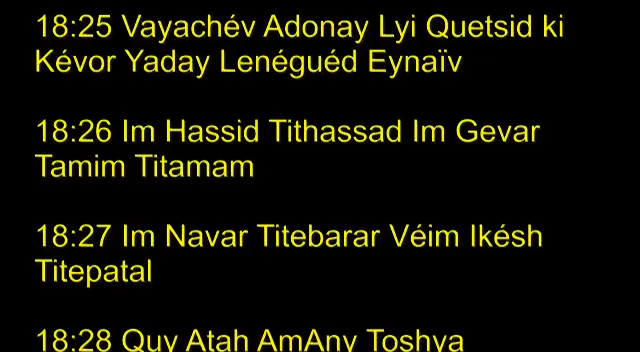 18:25 Vayachév Adonay Lyi Quetsid ki
Kévor Yaday Lenéguéd Eynaïv
18:26 Im Hassid Tithassad Im Gevar
Tamim Titamam
18:27 Im Navar Titebarar Véim Ikésh
Titepatal
18:28 Quy Atah AmAny Toshya